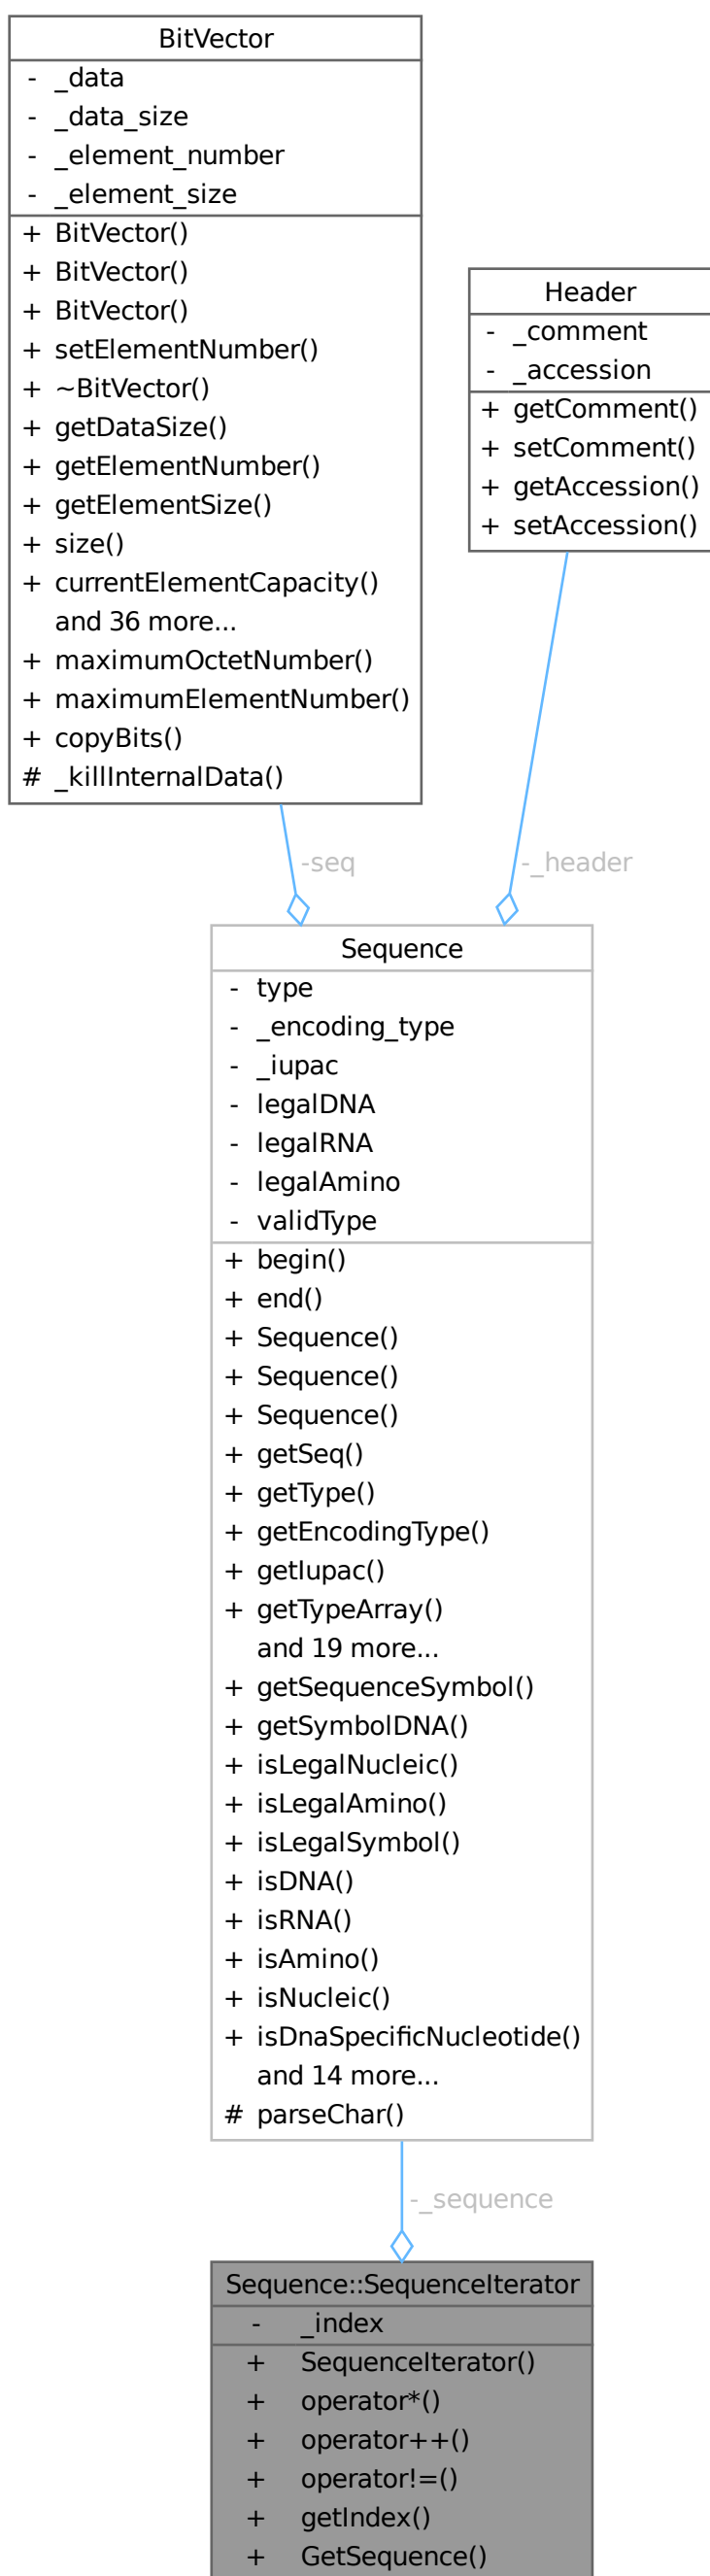 BitVector
- _data
- _data_size
- _element_number
- _element_size
+ BitVector()
+ BitVector()
+ BitVector()
+ setElementNumber()
+ ~BitVector()
+ getDataSize()
+ getElementNumber()
+ getElementSize()
+ size()
+ currentElementCapacity()
and 36 more...
+ maximumOctetNumber()
+ maximumElementNumber()
+ copyBits()
# _killInternalData()
Header
- _comment
- _accession
+ getComment()
+ setComment()
+ getAccession()
+ setAccession()
-seq
-_header
Sequence
- type
- _encoding_type
- _iupac
- legalDNA
- legalRNA
- legalAmino
- validType
+ begin()
+ end()
+ Sequence()
+ Sequence()
+ Sequence()
+ getSeq()
+ getType()
+ getEncodingType()
+ getIupac()
+ getTypeArray()
and 19 more...
+ getSequenceSymbol()
+ getSymbolDNA()
+ isLegalNucleic()
+ isLegalAmino()
+ isLegalSymbol()
+ isDNA()
+ isRNA()
+ isAmino()
+ isNucleic()
+ isDnaSpecificNucleotide()
and 14 more...
# parseChar()
-_sequence
Sequence::SequenceIterator
- _index
+ SequenceIterator()
+ operator*()
+ operator++()
+ operator!=()
+ getIndex()
+ GetSequence()